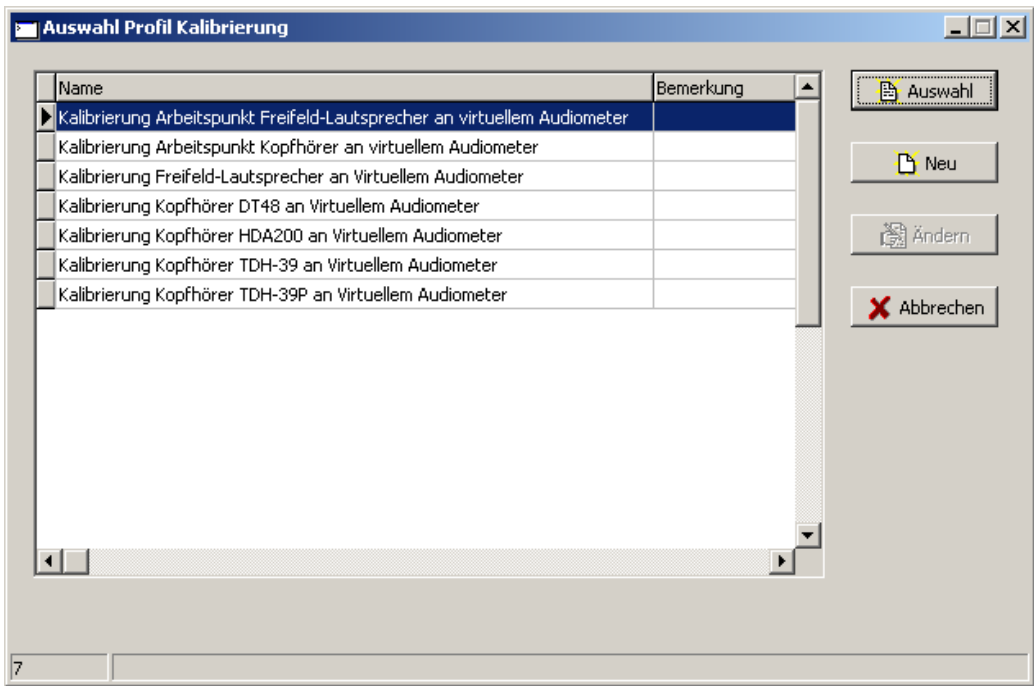 Auswahl Profil Kalibrierung
Name Bemerkung
Kalibrierung Arbeitspunkt Freifeld-Lautsprecher an virtuellem Audiometer
Kalibrierung Arbeitspunkt Kopfhörer an virtuellem Audiometer
Kalibrierung Freifeld-Lautsprecher an Virtuellem Audiometer
Kalibrierung Kopfhörer DT48 an Virtuellem Audiometer
Kalibrierung Kopfhörer HDA200 an Virtuellem Audiometer
Kalibrierung Kopfhörer TDH-39 an Virtuellem Audiometer
Kalibrierung Kopfhörer TDH-39P an Virtuellem Audiometer
Auswahl
Neu
Ändern
Abbrechen
7